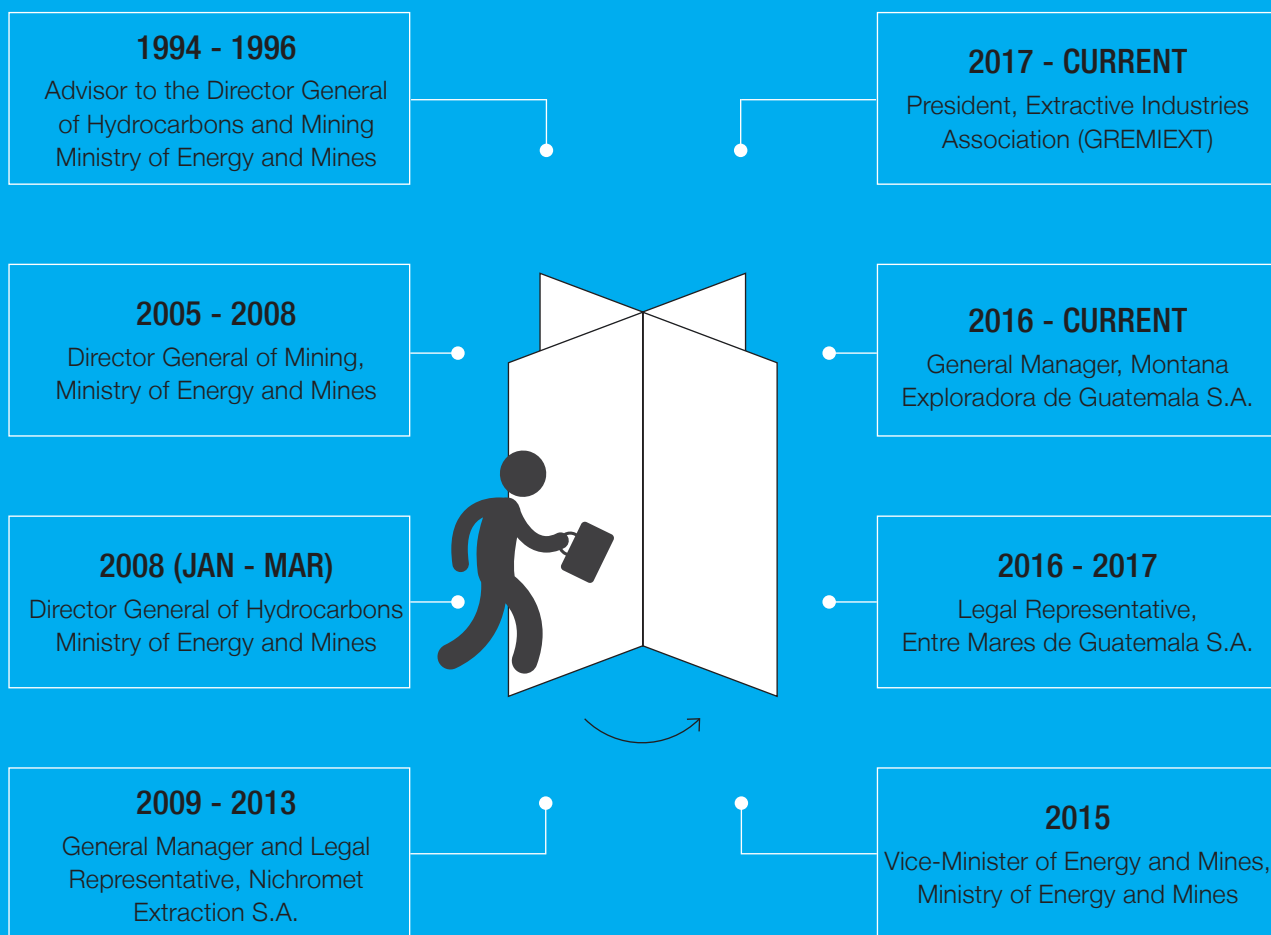 1994 - 1996
Advisor to the Director General
of Hydrocarbons and Mining
Ministry of Energy and Mines
2005 - 2008
Director General of Mining,
Ministry of Energy and Mines
2008 (JAN - MAR)
Director General of Hydrocarbons
Ministry of Energy and Mines
2009 - 2013
General Manager and Legal
Representative, Nichromet
Extraction S.A.
2015
Vice-Minister of Energy and Mines,
Ministry of Energy and Mines
2016 - 2017
Legal Representative,
Entre Mares de Guatemala S.A.
2016 - CURRENT
General Manager, Montana
Exploradora de Guatemala S.A.
2017 - CURRENT
President, Extractive Industries
Association (GREMIEXT)